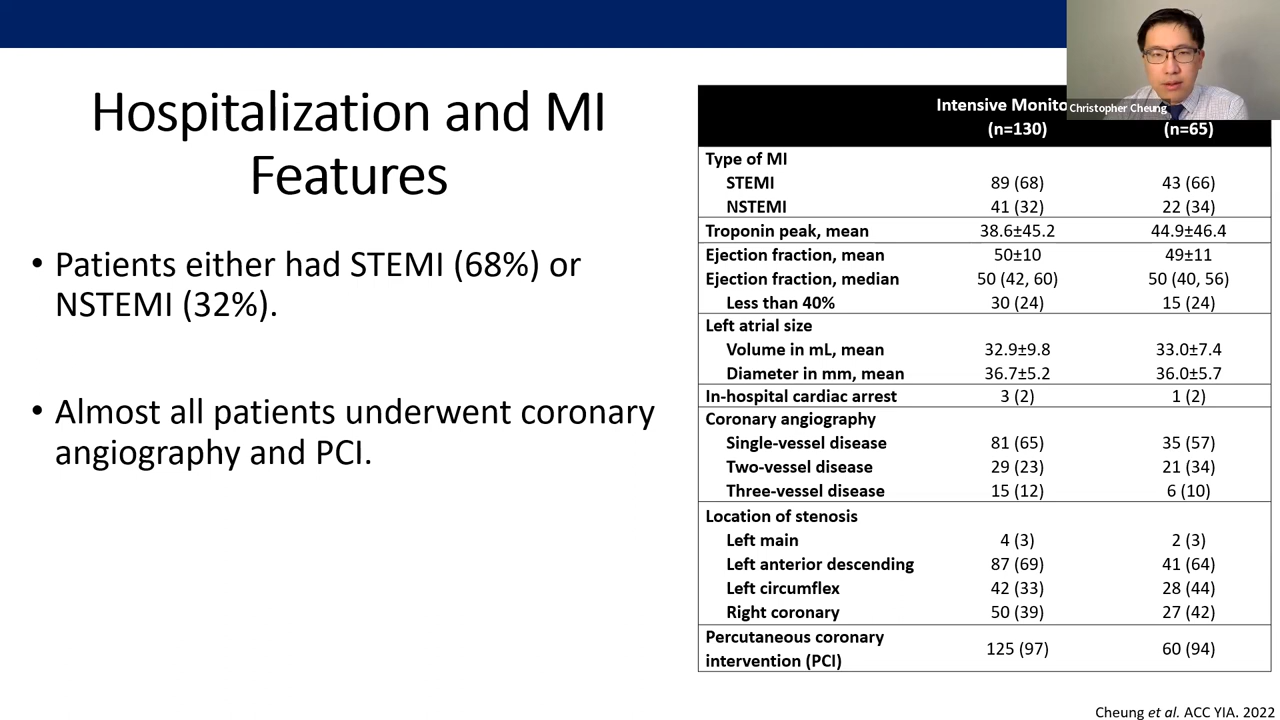 Hospitalization and MI
Features
• Patients either had STEMI (68%) or
NSTEMI (32%).
• Almost all patients underwent coronary
angiography and PCI.
Christopher Cheung
Intensive
(n=130) (n=65)
Type of MI
STEMI 89 (68) 43 (66)
NSTEMI 41 (32) 22 (34)
Troponin peak, mean 38.6±45.2 44.9±46.4
Ejection fraction, mean 50±10 49±11
Ejection fraction, median 50 (42, 60) 50 (40, 56)
Less than 40% 30 (24) 15 (24)
Left atrial size
Volume in mL, mean 32.9±9.8 33.0±7.4
Diameter in mm, mean 36.7±5.2 36.0±5.7
In-hospital cardiac arrest 3 (2) 1 (2)
Coronary angiography
Single-vessel disease 81 (65) 35 (57)
Two-vessel disease 29 (23) 21 (34)
Three-vessel disease 15 (12) 6 (10)
Location of stenosis
Left main 4 (3) 2 (3)
Left anterior descending 87 (69) 41 (64)
Left circumflex 42 (33) 28 (44)
Right coronary 50 (39) 27 (42)
Percutaneous coronary
intervention (PCI) 125 (97) 60 (94)
Cheung et al. ACC YIA. 2022